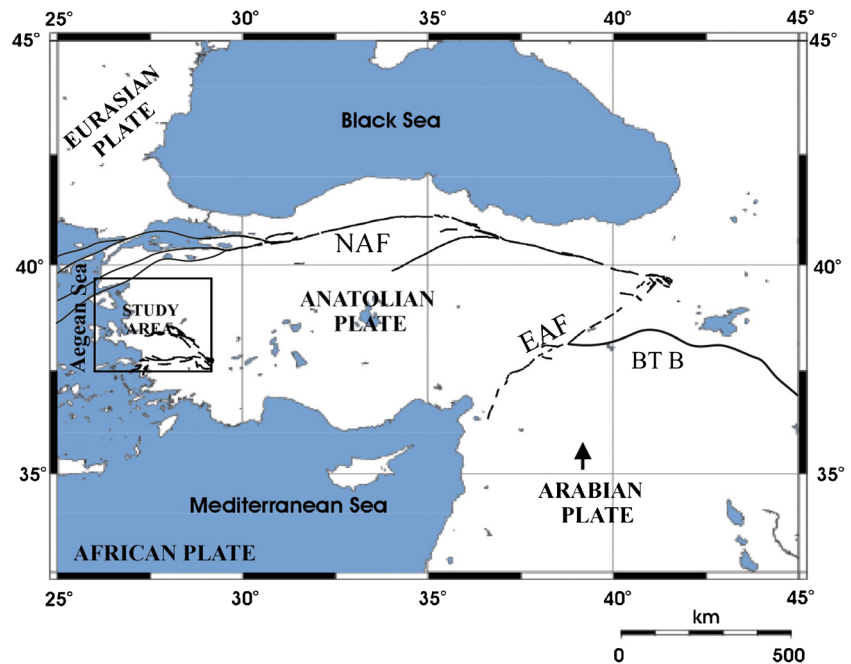 25° 30° 35° 40° 45°
45° 45°
EURASIAN
PLATE
Black Sea
NAF
40° 40°
Aegean Sea
STUDY
AREA
ANATOLIAN
PLATE
EAF
BT B
35° 35°
ARABIAN
PLATE
Mediterranean Sea
AFRICAN PLATE
25° 30° 35° 40° 45°
km
0 500